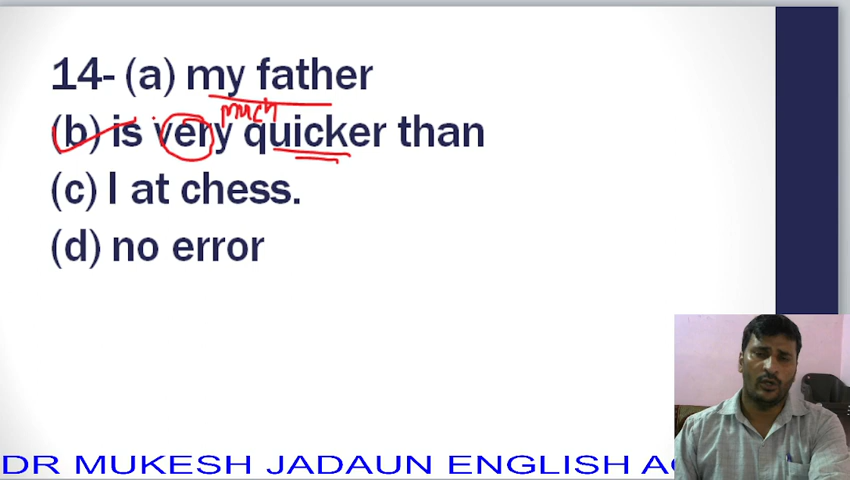 14- (a) my father
much
(b) is very quicker than
(c) I at chess.
(d) no error
DR MUKESH JADAUN ENGLISH